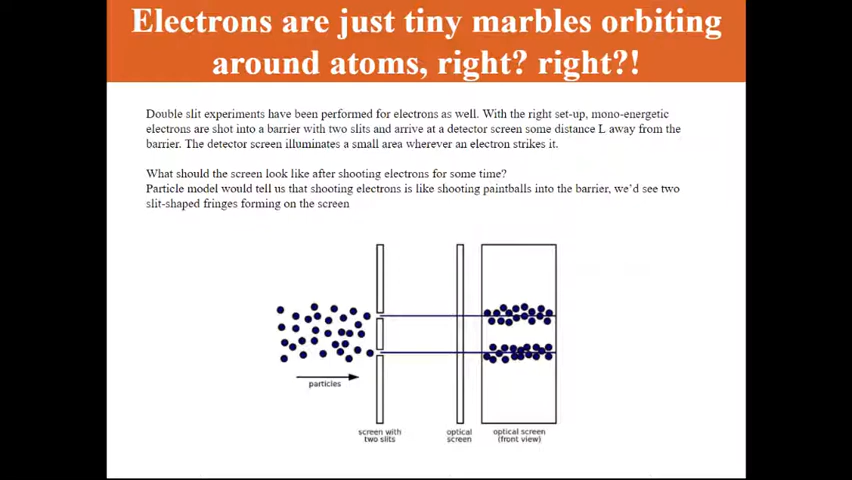 Electrons are just tiny marbles orbiting
around atoms, right? right?!
Double slit experiments have been performed for electrons as well. With the right set-up, mono-energetic
electrons are shot into a barrier with two slits and arrive at a detector screen some distance L away from the
barrier. The detector screen illuminates a small area wherever an electron strikes it.
What should the screen look like after shooting electrons for some time?
Particle model would tell us that shooting electrons is like shooting paintballs into the barrier, we'd see two
slit-shaped fringes forming on the screen
particles
screen with
two slits
optical
screen
optical screen
(front view)